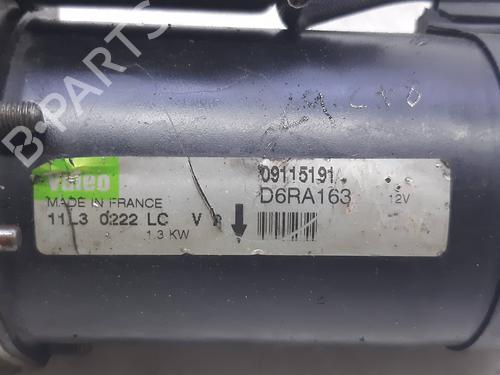 B-PARTS
Valeo
09115191
MADE IN FRANCE
D6RA163
12V
11L3 0222 LC V
1.3 KW